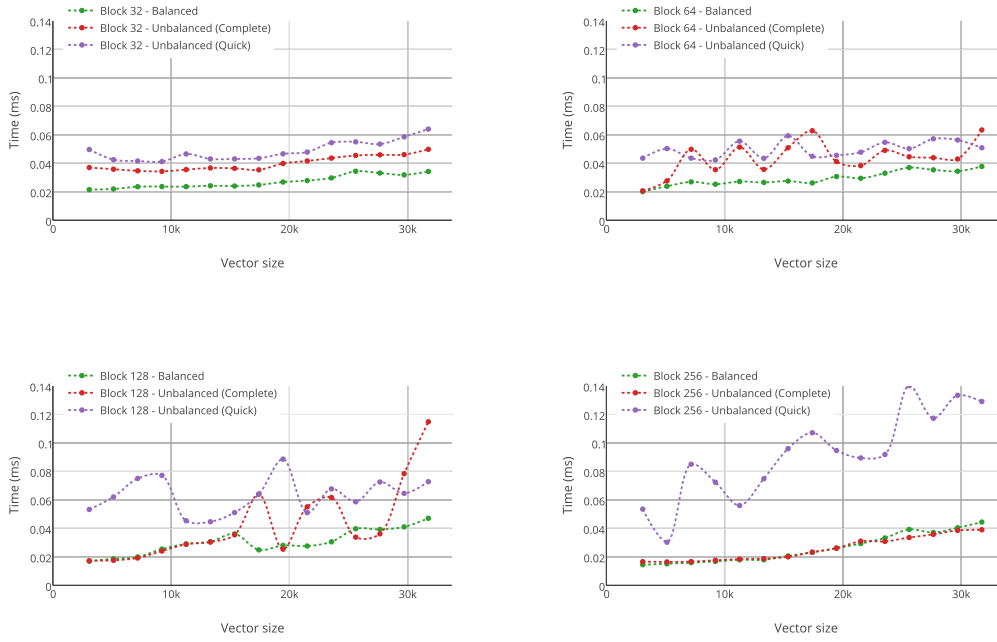 Block 32 - Balanced
Block 32 - Unbalanced (Complete)
Block 32 - Unbalanced (Quick)
0.14
0.12
0.1
0.08
0.06
0.04
0.02
0
Time (ms)
0 10k 20k 30k
Vector size
Block 64 - Balanced
Block 64 - Unbalanced (Complete)
Block 64 - Unbalanced (Quick)
0.14
0.12
0.1
0.08
0.06
0.04
0.02
0
Time (ms)
0 10k 20k 30k
Vector size
Block 128 - Balanced
Block 128 - Unbalanced (Complete)
Block 128 - Unbalanced (Quick)
0.14
0.12
0.1
0.08
0.06
0.04
0.02
0
Time (ms)
0 10k 20k 30k
Vector size
Block 256 - Balanced
Block 256 - Unbalanced (Complete)
Block 256 - Unbalanced (Quick)
0.14
0.12
0.1
0.08
0.06
0.04
0.02
0
Time (ms)
0 10k 20k 30k
Vector size